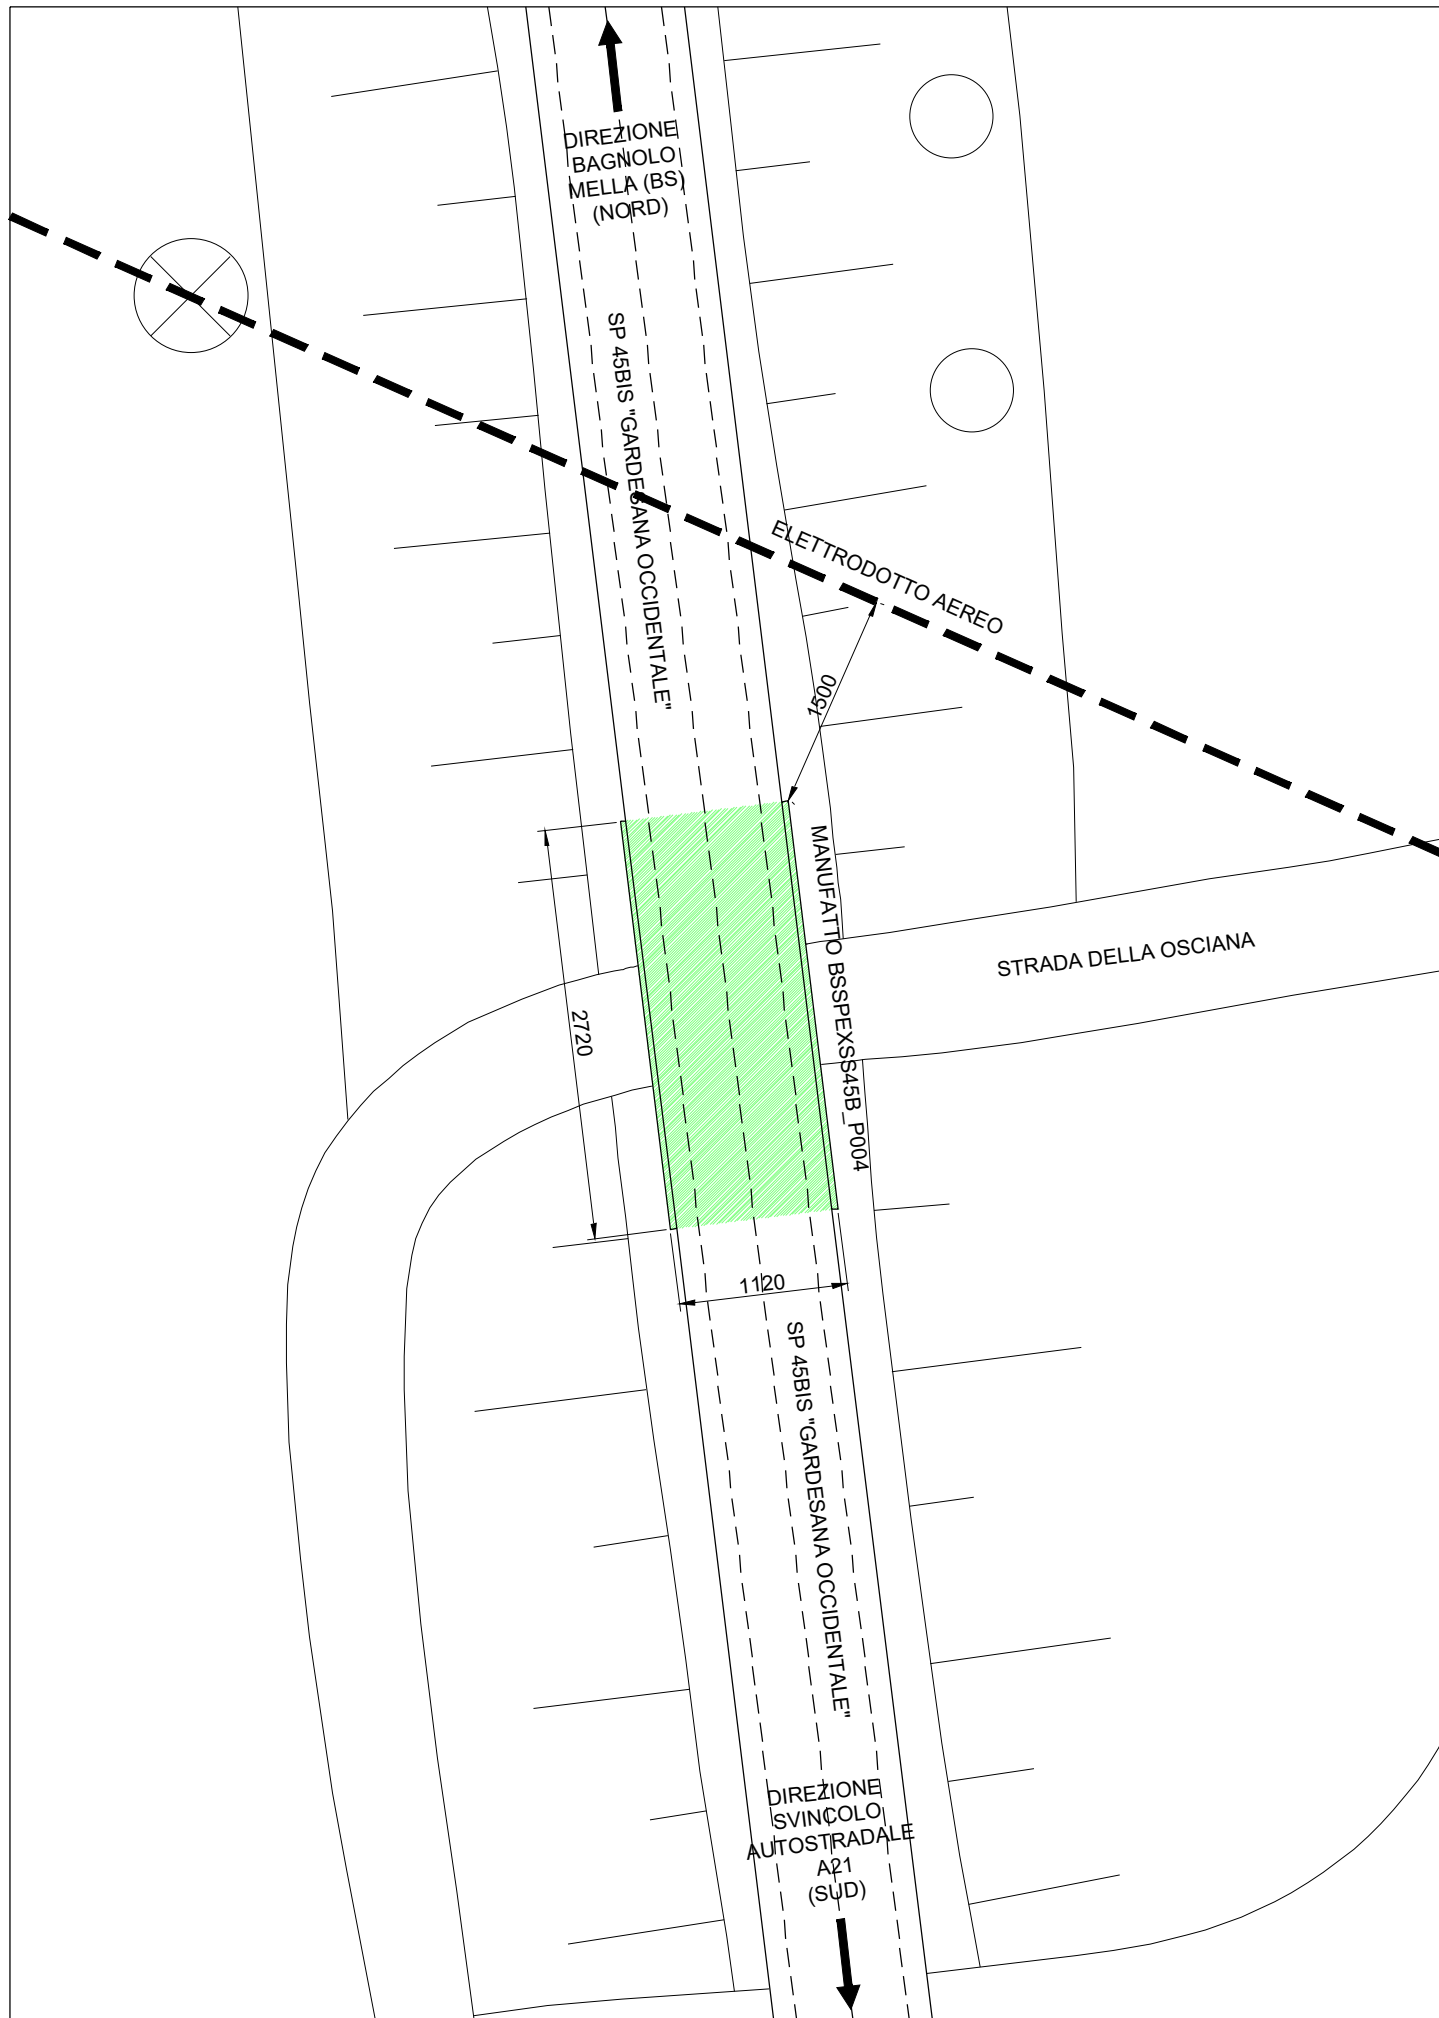 DIREZIONE
BAGNOLO
MELLA (BS)
(NORD)
SP 45BIS "GARDESANA OCCIDENTALE"
ELETTRODOTTO AEREO
1500
MANUFATTO BSSPEXSS45B_P004
STRADA DELLA OSCIANA
2720
1120
SP 45BIS "GARDESANA OCCIDENTALE"
DIREZIONE
SVINCOLO
AUTOSTRADALE
A21
(SUD)